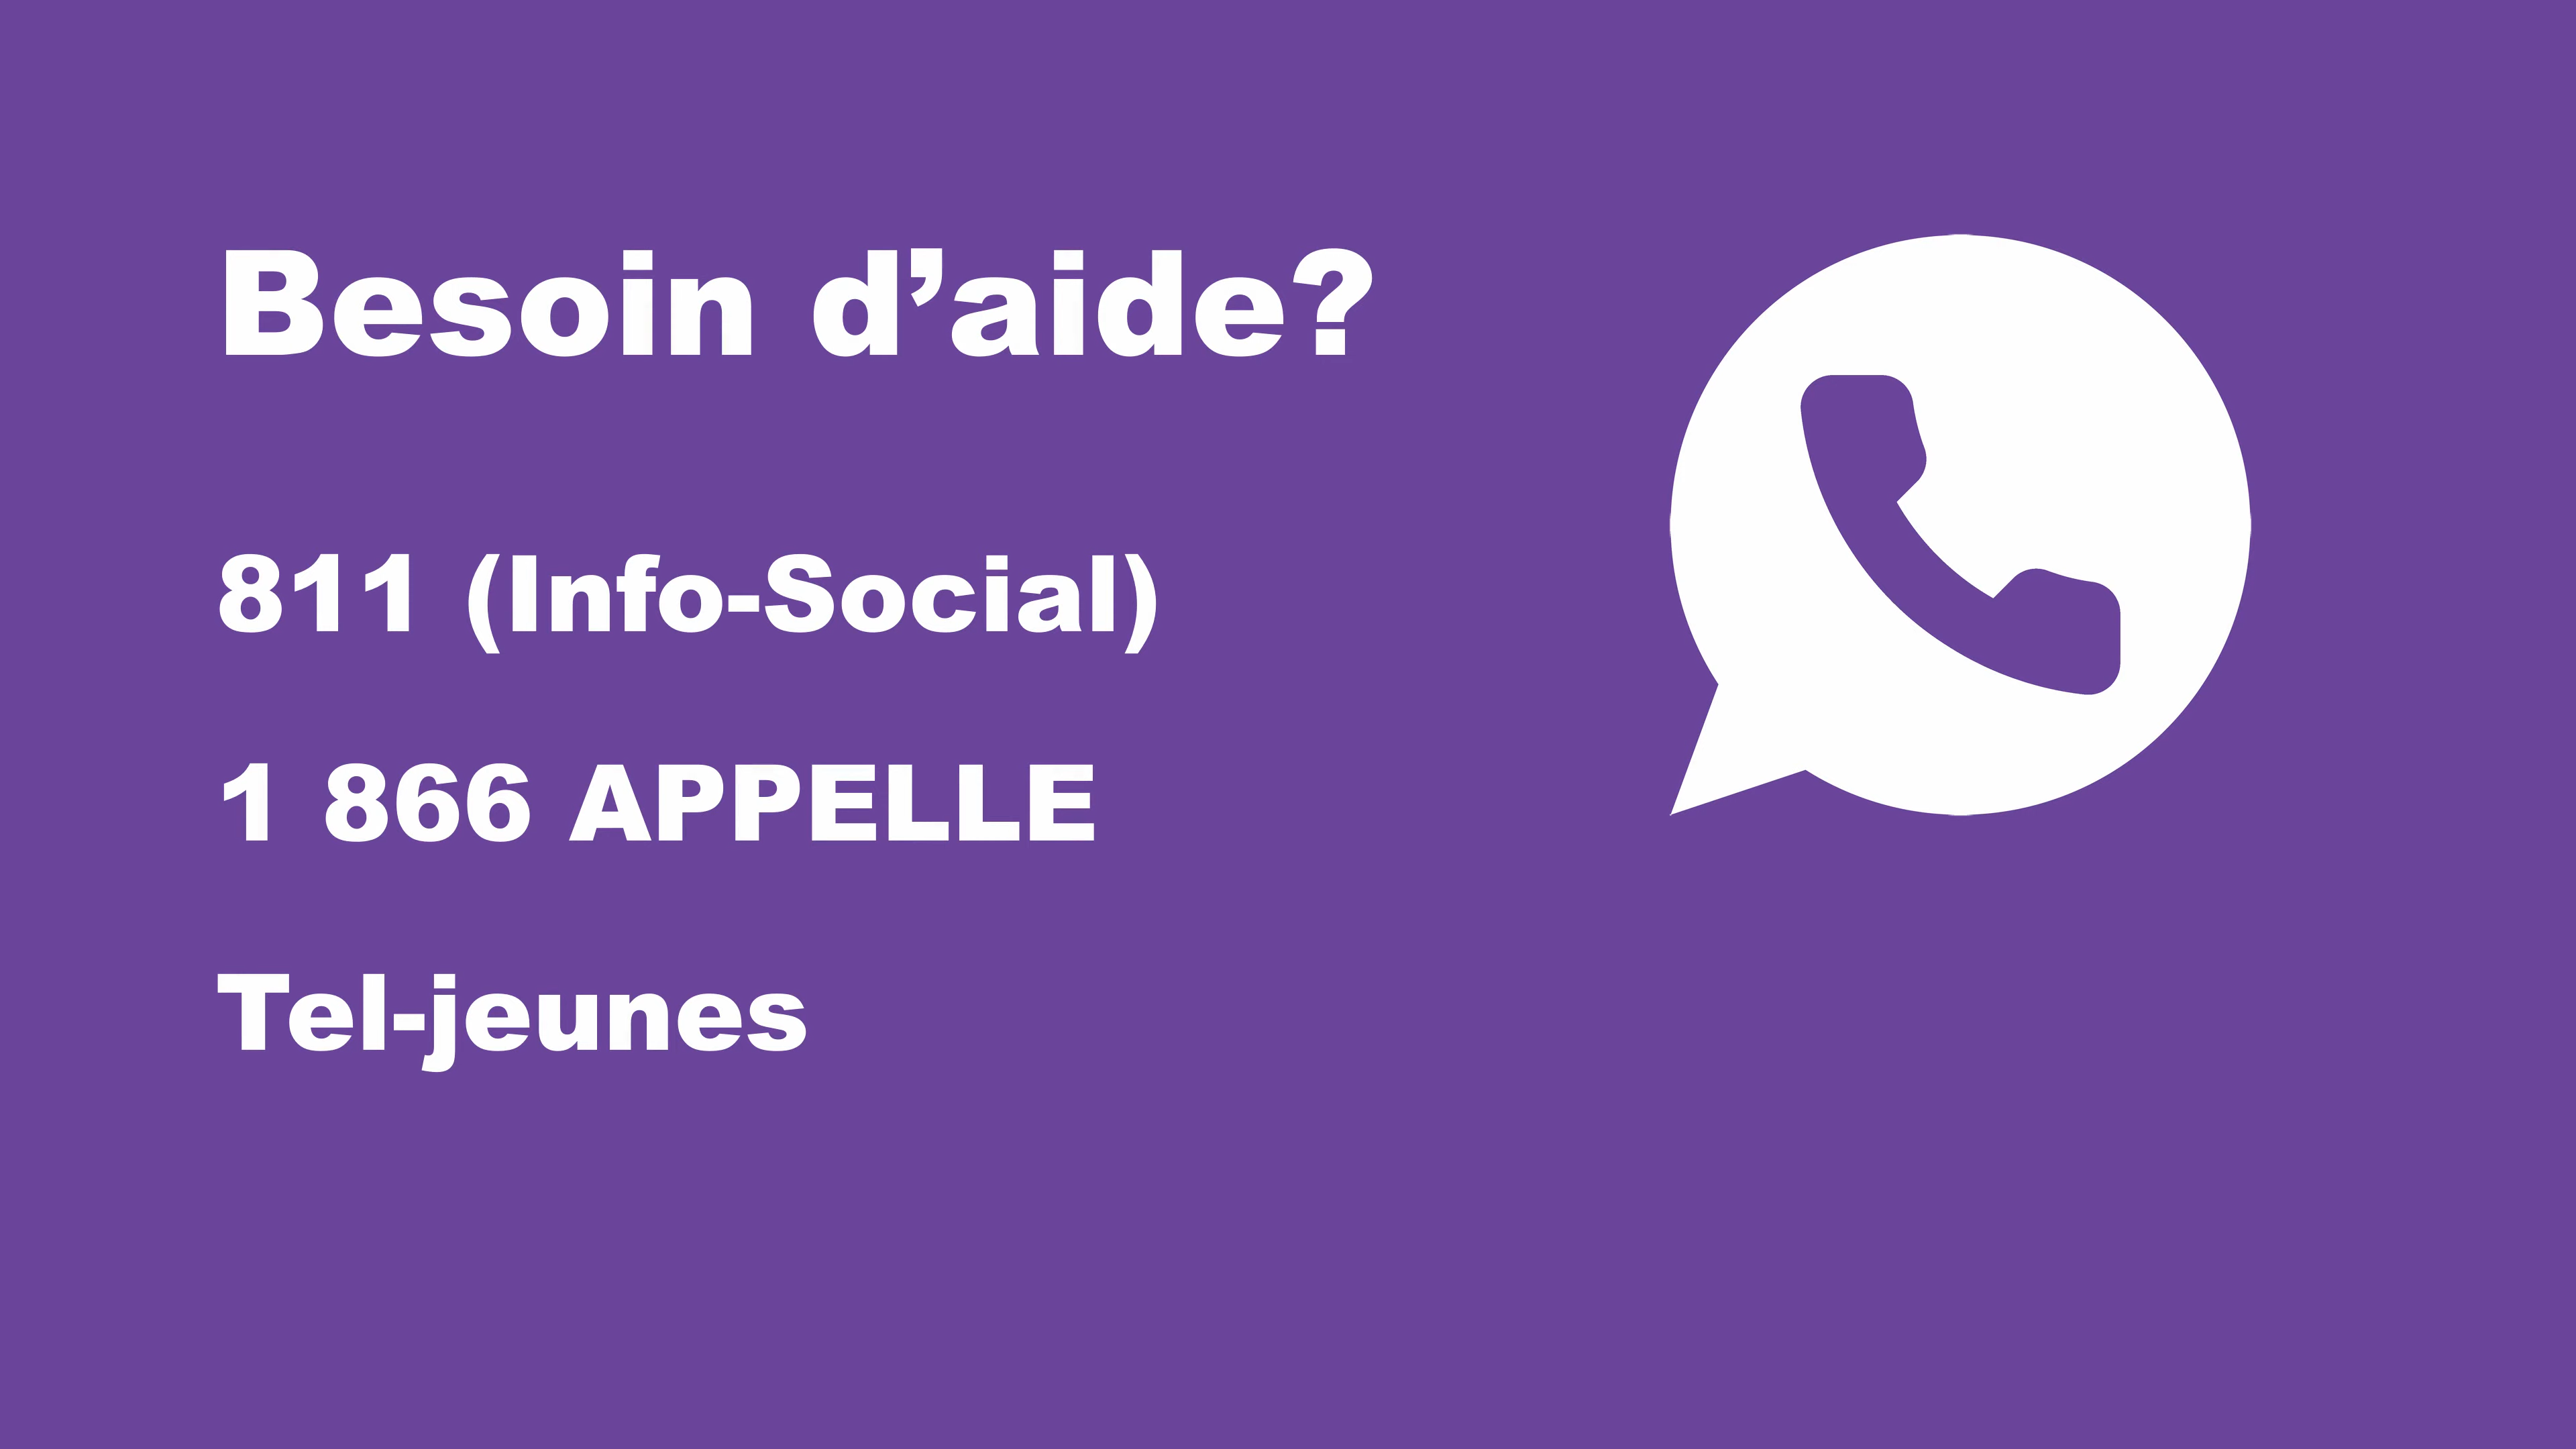 Besoin d’aide?
811 (Info-Social)
1 866 APPELLE
Tel-jeunes